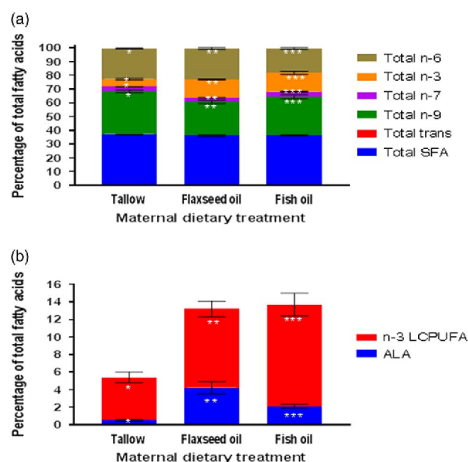 (a)
Percentage of total fatty acids
100
90
80
70
60
50
40
30
20
10
0
*
*
*
*
**
**
**
**
***
***
***
***
Tallow Flaxseed oil Fish oil
Maternal dietary treatment
Total n-6
Total n-3
Total n-7
Total n-9
Total trans
Total SFA
(b)
Percentage of total fatty acids
16
14
12
10
8
6
4
2
0
*
*
**
**
***
***
Tallow Flaxseed oil Fish oil
Maternal dietary treatment
n-3 LCPUFA
ALA